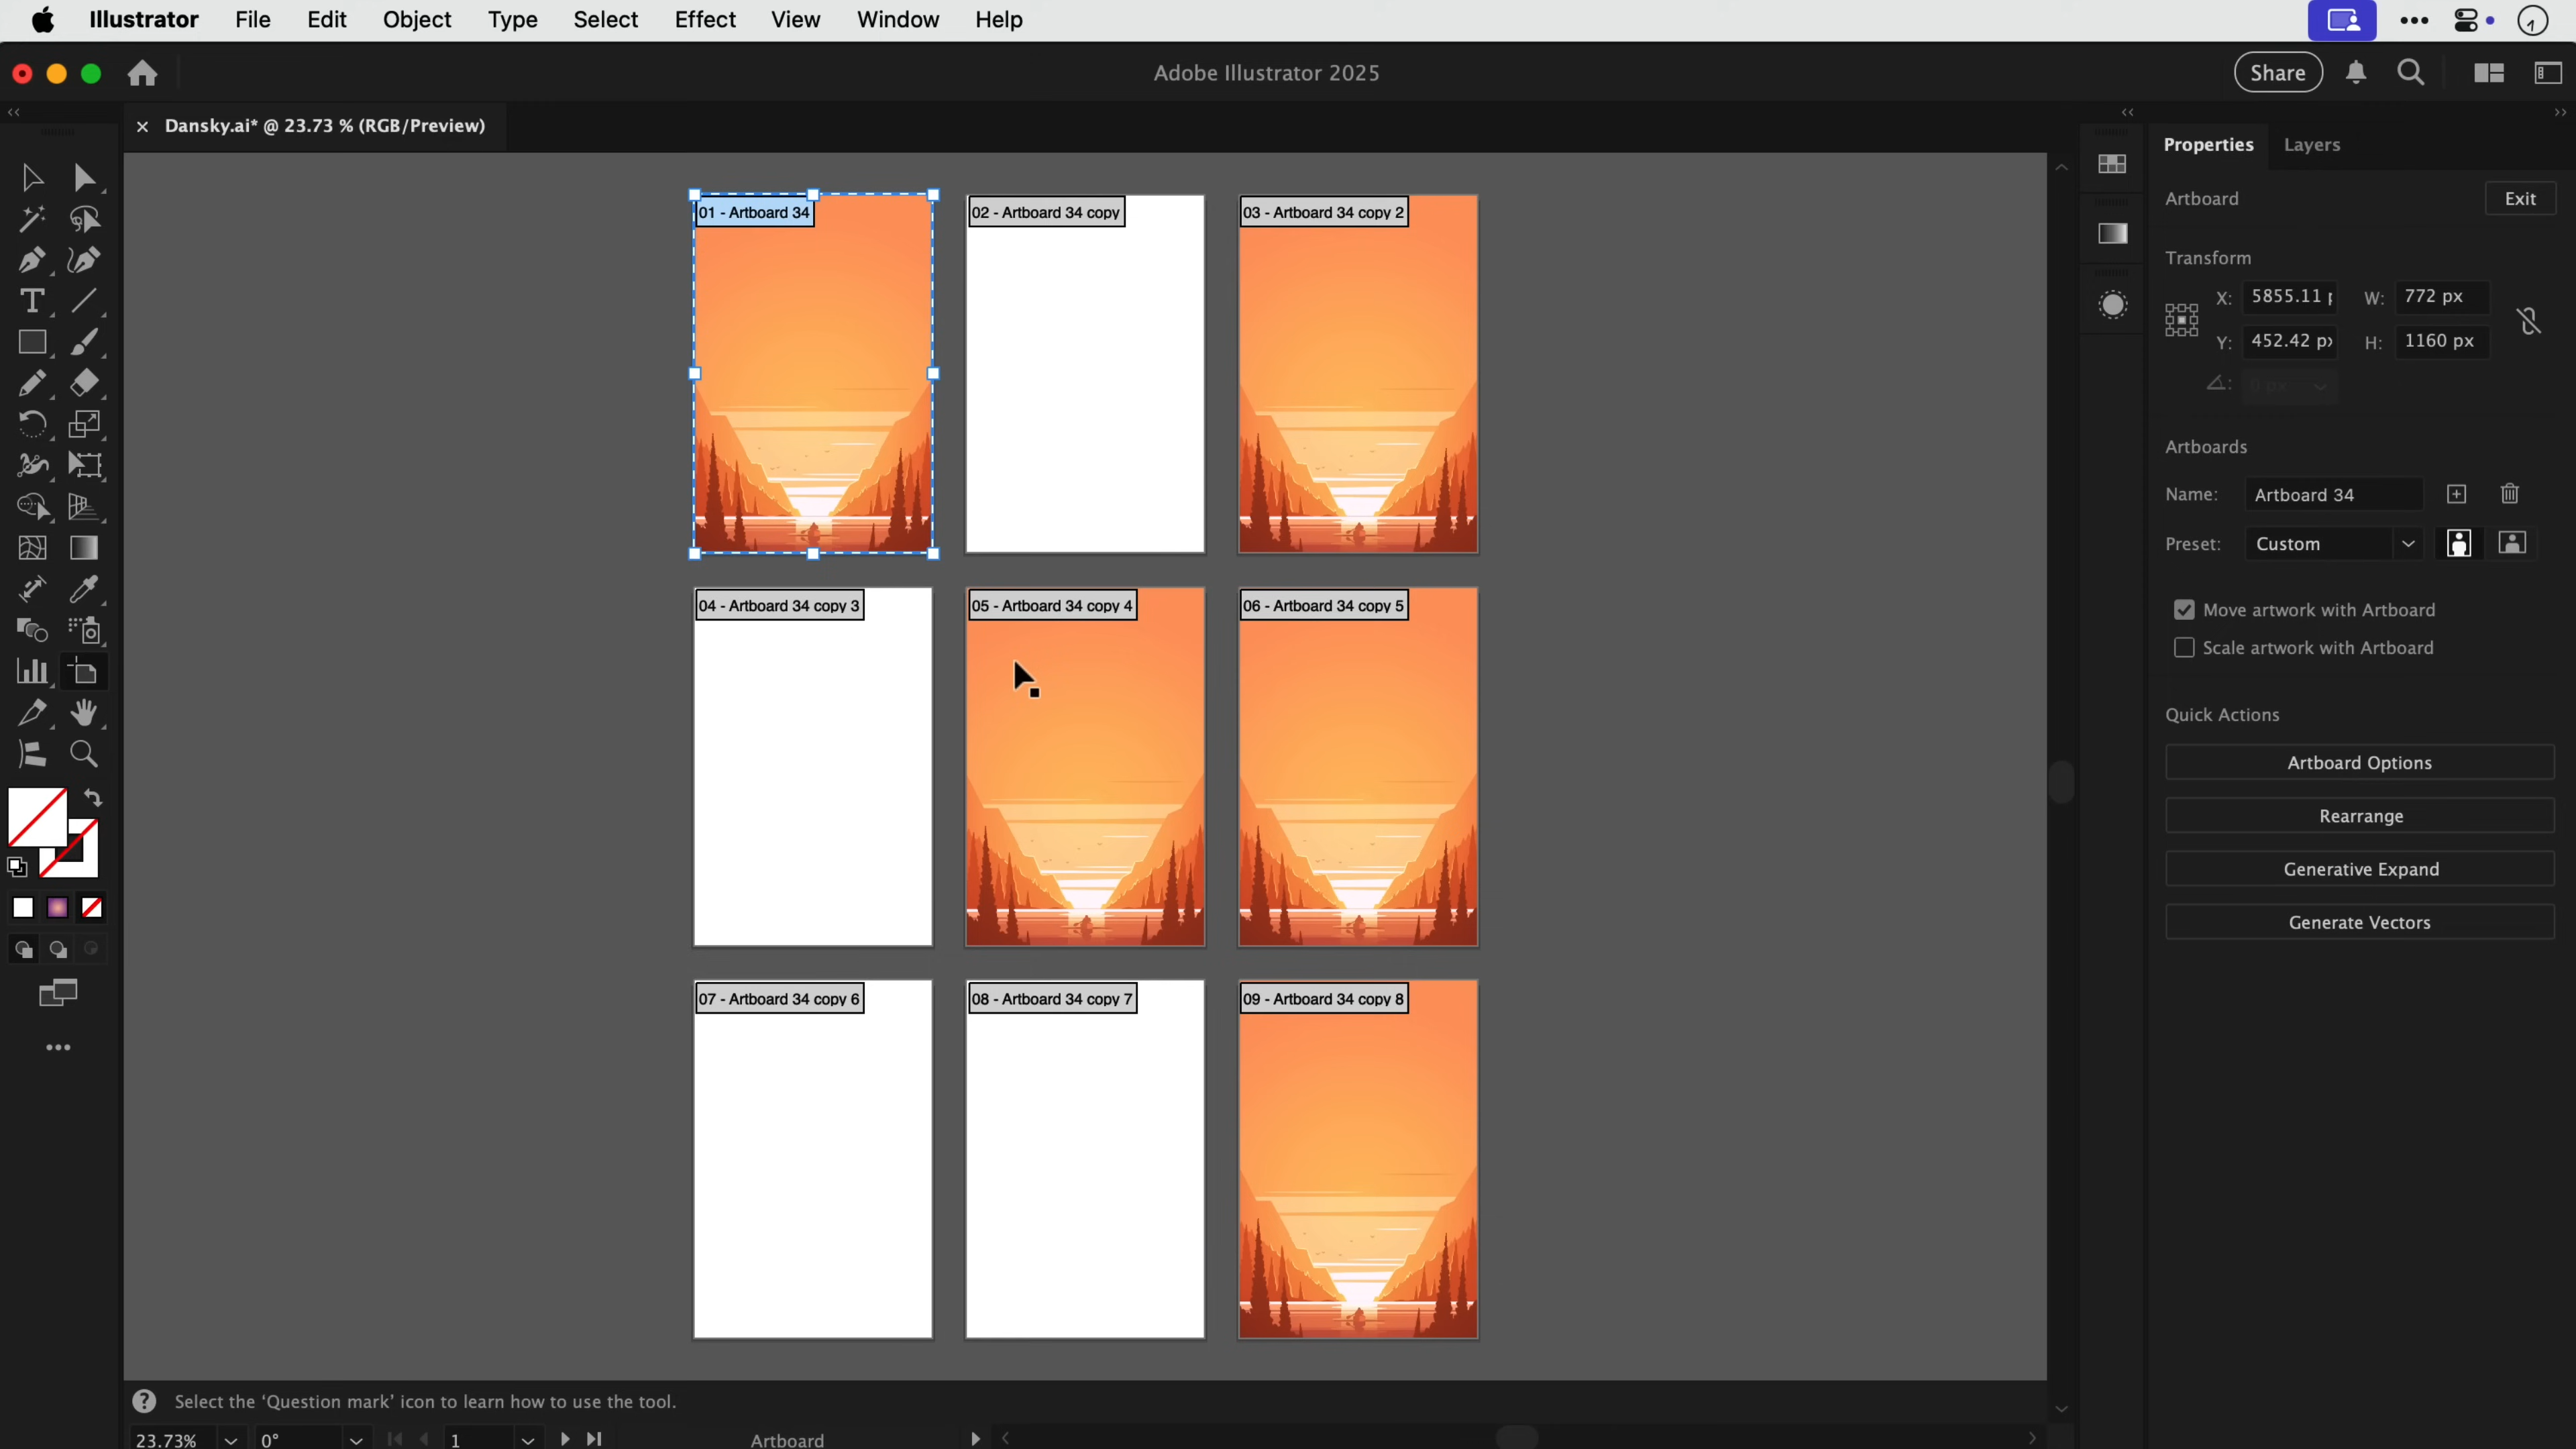 Illustrator File Edit Object Type Select Effect View Window Help
Adobe Illustrator 2025
Share
Dansky.ai* @ 23.73 % (RGB/Preview)
Properties Layers
Artboard Exit
Transform
X: 5855.11 W: 772 px
Y: 452.42 px H: 1160 px
0 px
Artboards
Name: Artboard 34
Preset: Custom
Move artwork with Artboard
Scale artwork with Artboard
Quick Actions
Artboard Options
Rearrange
Generative Expand
Generate Vectors
01 - Artboard 34
02 - Artboard 34 copy
03 - Artboard 34 copy 2
04 - Artboard 34 copy 3
05 - Artboard 34 copy 4
06 - Artboard 34 copy 5
07 - Artboard 34 copy 6
08 - Artboard 34 copy 7
09 - Artboard 34 copy 8
Select the ‘Question mark’ icon to learn how to use the tool.
23.73% 0° 1 Artboard